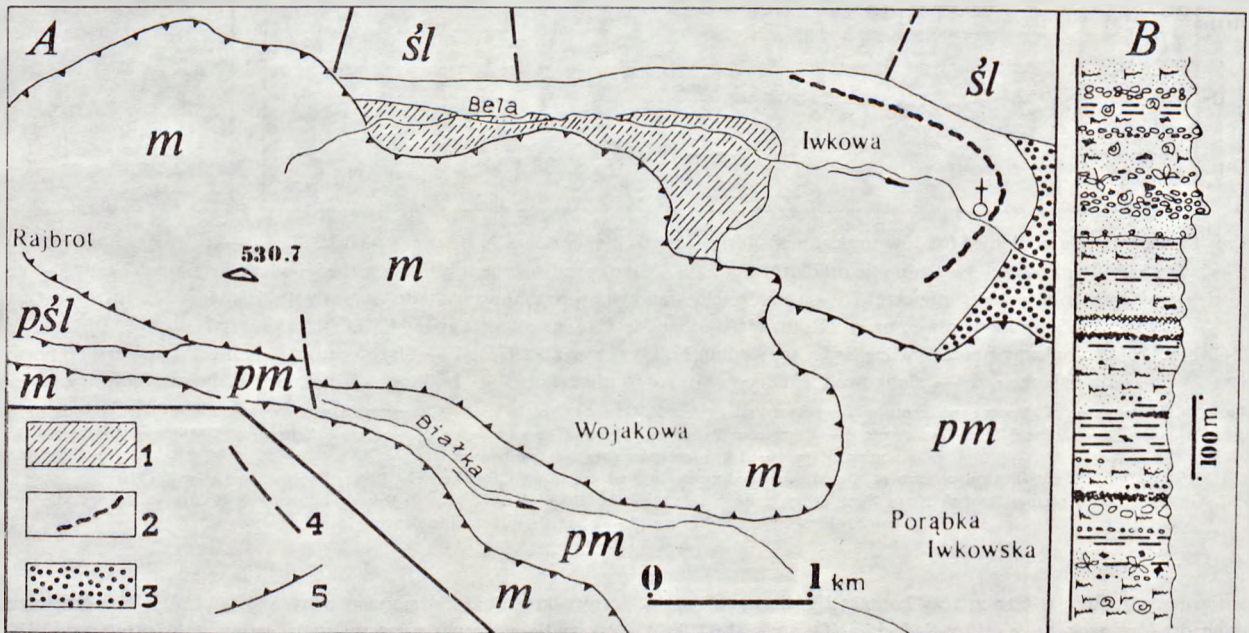 A
śl
B
śl
Bela
m
Iwkowa
Rajbrot
530.7
m
pśl
pm
m
Białka
Wojakowa
m
pm
100 m
1
2
4
3
5
pm
m
Porąbka
Iwkowska
0 1 km